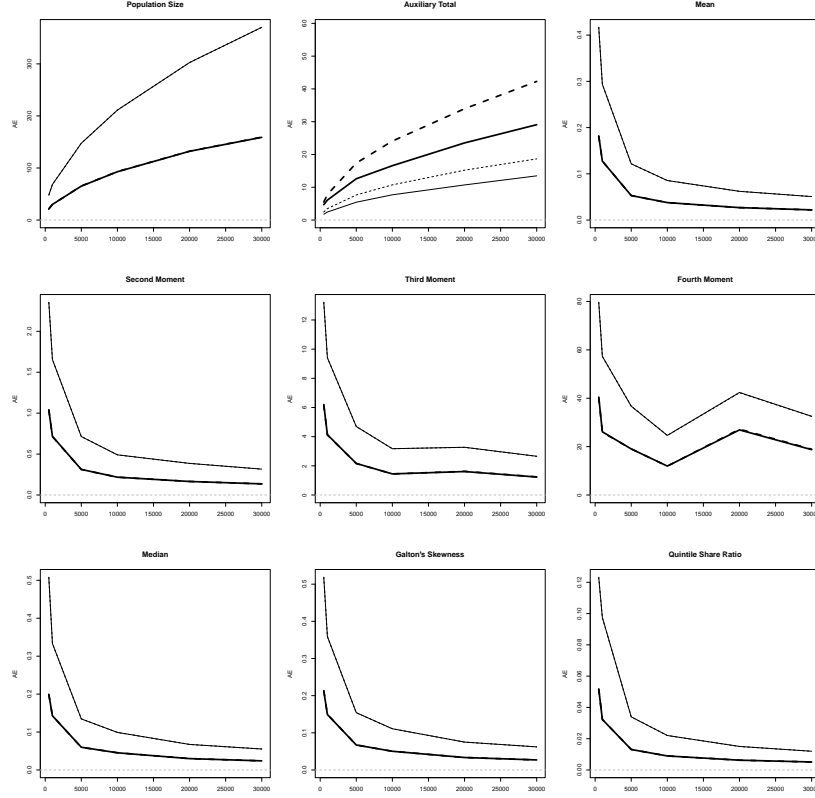 Population Size
Auxiliary Total
Mean
AE
0 100 200 300
0 5000 10000 15000 20000 25000 30000
AE
0 10 20 30 40 50 60
0 5000 10000 15000 20000 25000 30000
AE
0.0 0.1 0.2 0.3 0.4
0 5000 10000 15000 20000 25000 30000
Second Moment
Third Moment
Fourth Moment
AE
0.0 0.5 1.0 1.5 2.0
0 5000 10000 15000 20000 25000 30000
AE
0 2 4 6 8 10 12
0 5000 10000 15000 20000 25000 30000
AE
0 20 40 60 80
0 5000 10000 15000 20000 25000 30000
Median
Galton's Skewness
Quintile Share Ratio
AE
0.0 0.1 0.2 0.3 0.4 0.5
0 5000 10000 15000 20000 25000 30000
AE
0.0 0.1 0.2 0.3 0.4 0.5
0 5000 10000 15000 20000 25000 30000
AE
0.00 0.02 0.04 0.06 0.08 0.10 0.12
0 5000 10000 15000 20000 25000 30000